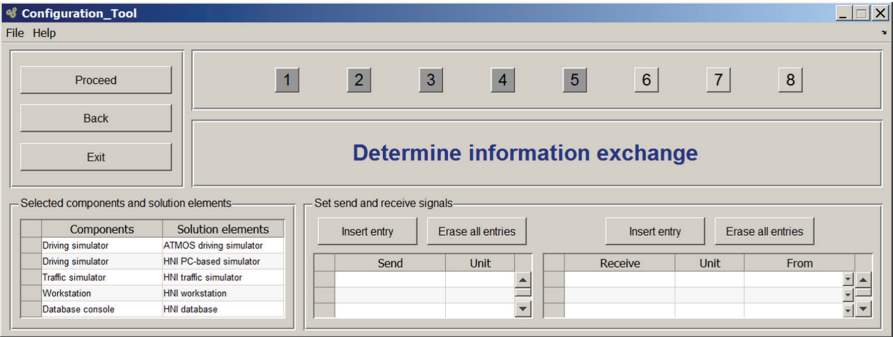 Configuration_Tool
File Help
Proceed
Back
Exit
1 2 3 4 5 6 7 8
Determine information exchange
Selected components and solution elements
Components Solution elements
Driving simulator ATMOS driving simulator
Driving simulator HNI PC-based simulator
Traffic simulator HNI traffic simulator
Workstation HNI workstation
Database console HNI database
Set send and receive signals
Insert entry Erase all entries Insert entry Erase all entries
Send Unit Receive Unit From